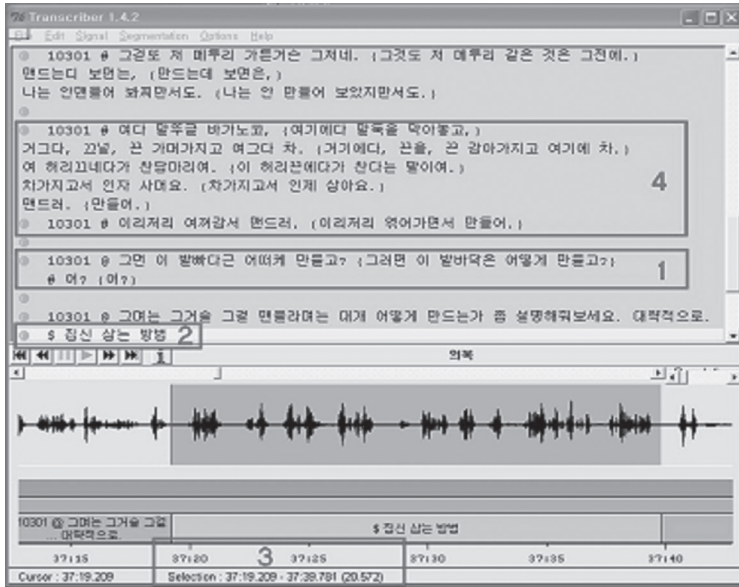 Transcriber 1.4.2
File Edit Signal Segmentation Options Help
10301 # 그겉또 저 메투리 가튼거슨 그저네. (그것도 저 메투리 같은 것은 그전에.)
맨드는디 보면는, (만드는데 보면은,)
나는 안맨들어 봐찌만서도. (나는 안 만들어 보았지만서도.)
10301 # 여다 말뚜글 바가노코, (여기에다 말뚝을 박아놓고,)
거그다, 끄널, 끈 가머가지고 여그다 차. (거기에다, 끈을, 끈 감아가지고 여기에 차.)
여 허리끄네다가 찬담마리여. (이 허리끈에다가 찬다는 말이여.)
차가지고서 인자 사머요. (차가지고서 인제 삼아요.)
맨드러. (만들어.)
10301 # 이리저리 여꺼감서 맨드러. (이리저리 엮어가면서 만들어.)
4
10301 @ 그먼 이 발빠다근 어떠케 만들고? (그러면 이 발바닥은 어떻게 만들고?)
# 어? (어?)
1
10301 @ 그며는 그거슬 그걸 맨들라며는 대개 어떻게 만드는가 좀 설명해줘보세요. 대략적으로.
$ 짚신 삼는 방법 2
의복
10301 @ 그며는 그거슬 그걸
... 대략적으로.
$ 짚신 삼는 방법
3
37:15 37:20 37:25 37:30 37:35 37:40
Cursor : 37:19.209 Selection : 37:19.209 - 37:39.781 (20.572)